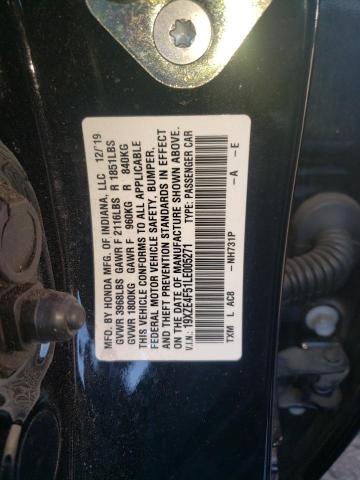 MFD. BY HONDA MFG. OF INDIANA, LLC 12/19
GVWR 3968LBS GAWR F 2116LBS R 1851LBS
GVWR 1800KG GAWR F 960KG R 840KG
THIS VEHICLE CONFORMS TO ALL APPLICABLE
FEDERAL MOTOR VEHICLE SAFETY, BUMPER,
AND THEFT PREVENTION STANDARDS IN EFFECT
ON THE DATE OF MANUFACTURE SHOWN ABOVE.
V.I.N.: 19XZE4F51LE005271 TYPE: PASSENGER CAR
NH731P - A - E
TXM L AC8